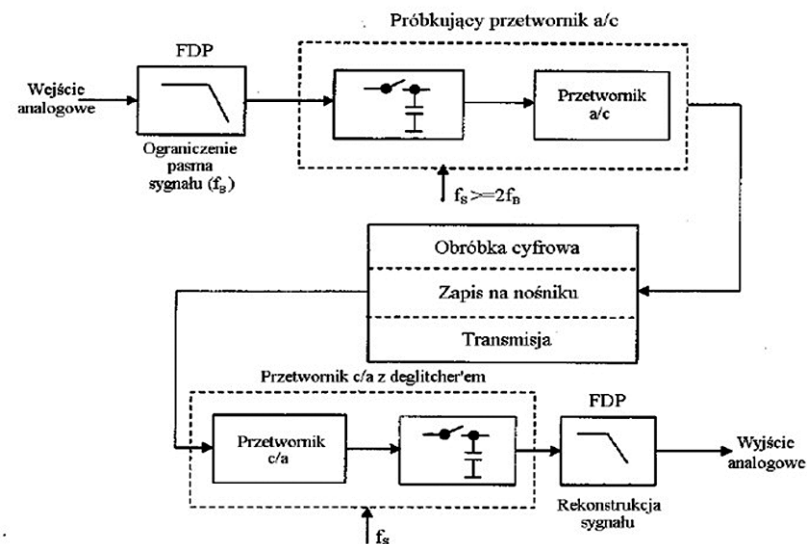 Próbkujący przetwornik a/c
FDP
Wejście
analogowe
Przetwornik
a/c
Ograniczenie
pasma
sygnału (fB)
fS>=2fB
Obróbka cyfrowa
Zapis na nośniku
Transmisja
Przetwornik c/a z deglitcher'em
FDP
Przetwornik
c/a
Wyjście
analogowe
Rekonstrukcja
sygnału
fS